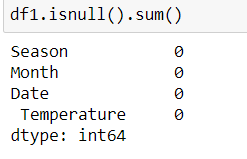 df1.isnull().sum()
Season 0
Month 0
Date 0
 Temperature 0
dtype: int64